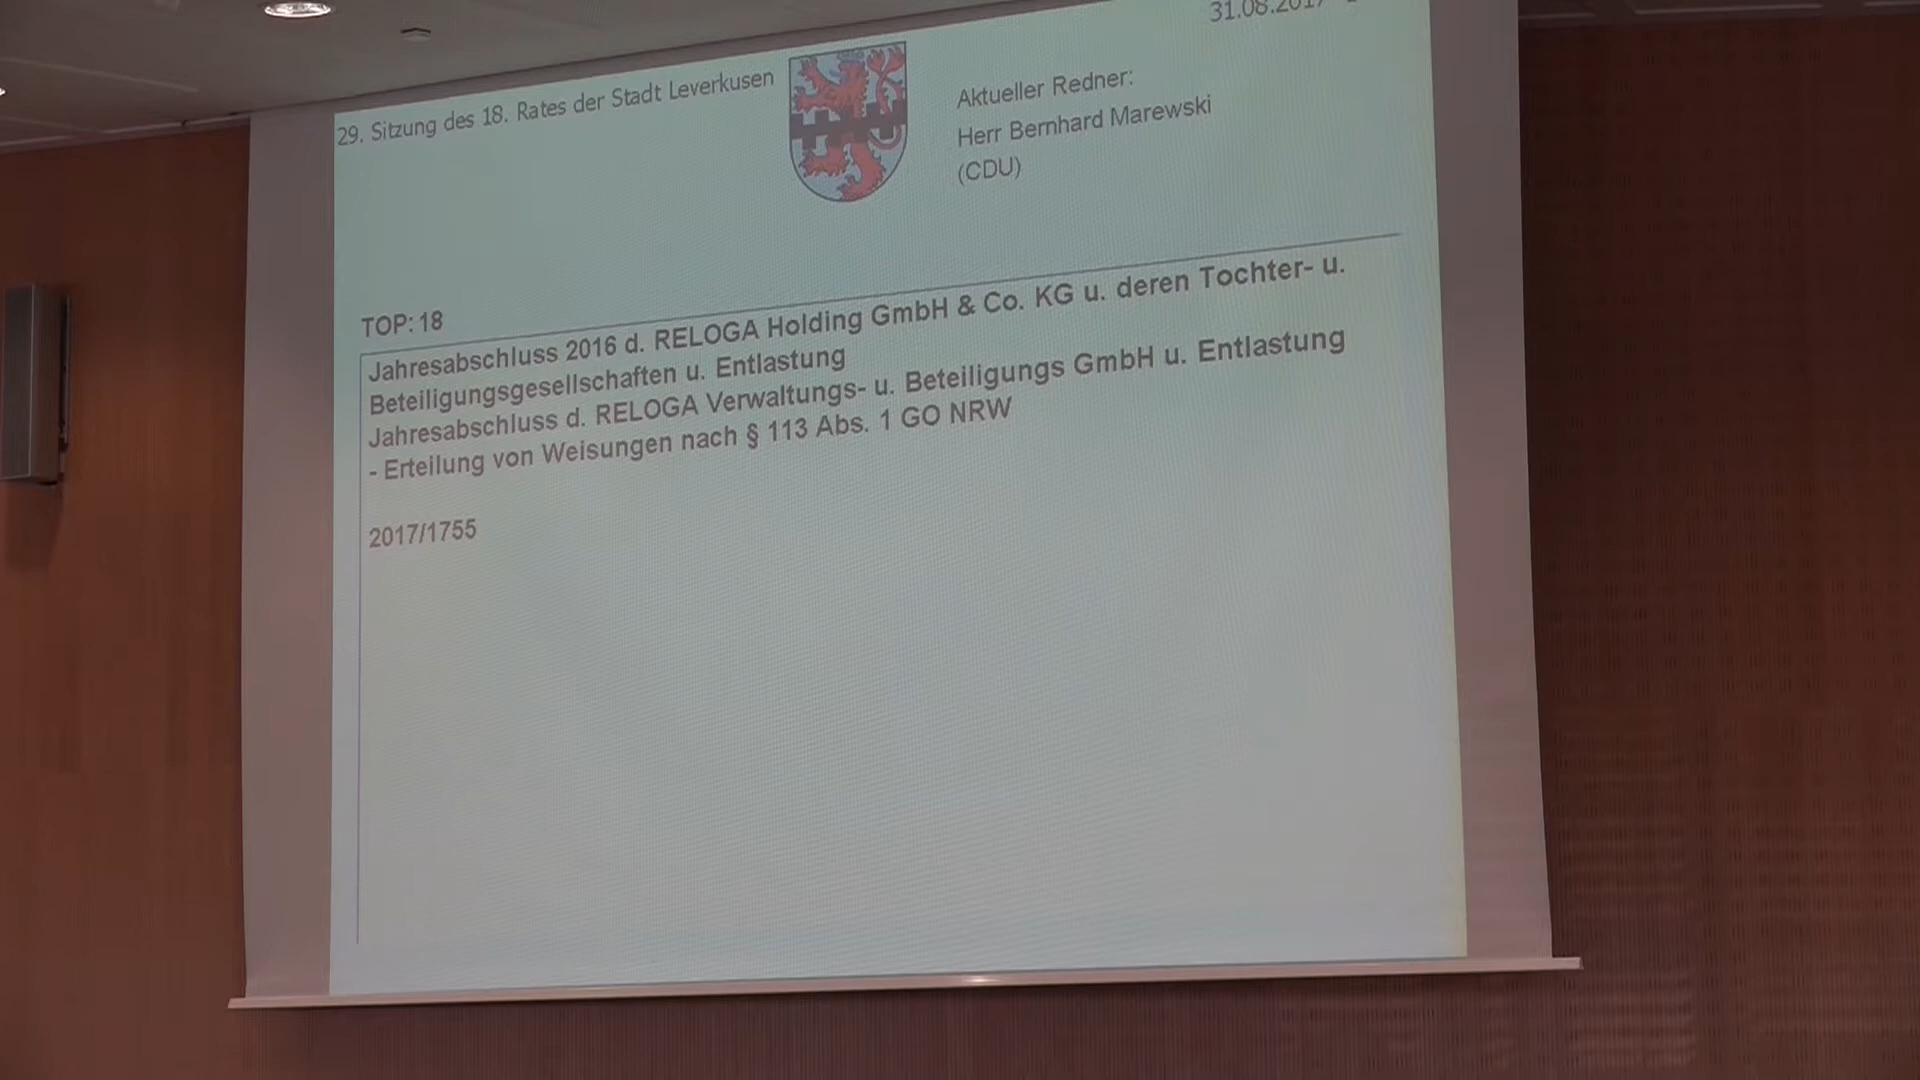 31.08.2017
29. Sitzung des 18. Rates der Stadt Leverkusen
Aktueller Redner:
Herr Bernhard Marewski
(CDU)
TOP: 18
Jahresabschluss 2016 d. RELOGA Holding GmbH & Co. KG u. deren Tochter- u.
Beteiligungsgesellschaften u. Entlastung
Jahresabschluss d. RELOGA Verwaltungs- u. Beteiligungs GmbH u. Entlastung
- Erteilung von Weisungen nach § 113 Abs. 1 GO NRW
2017/1755